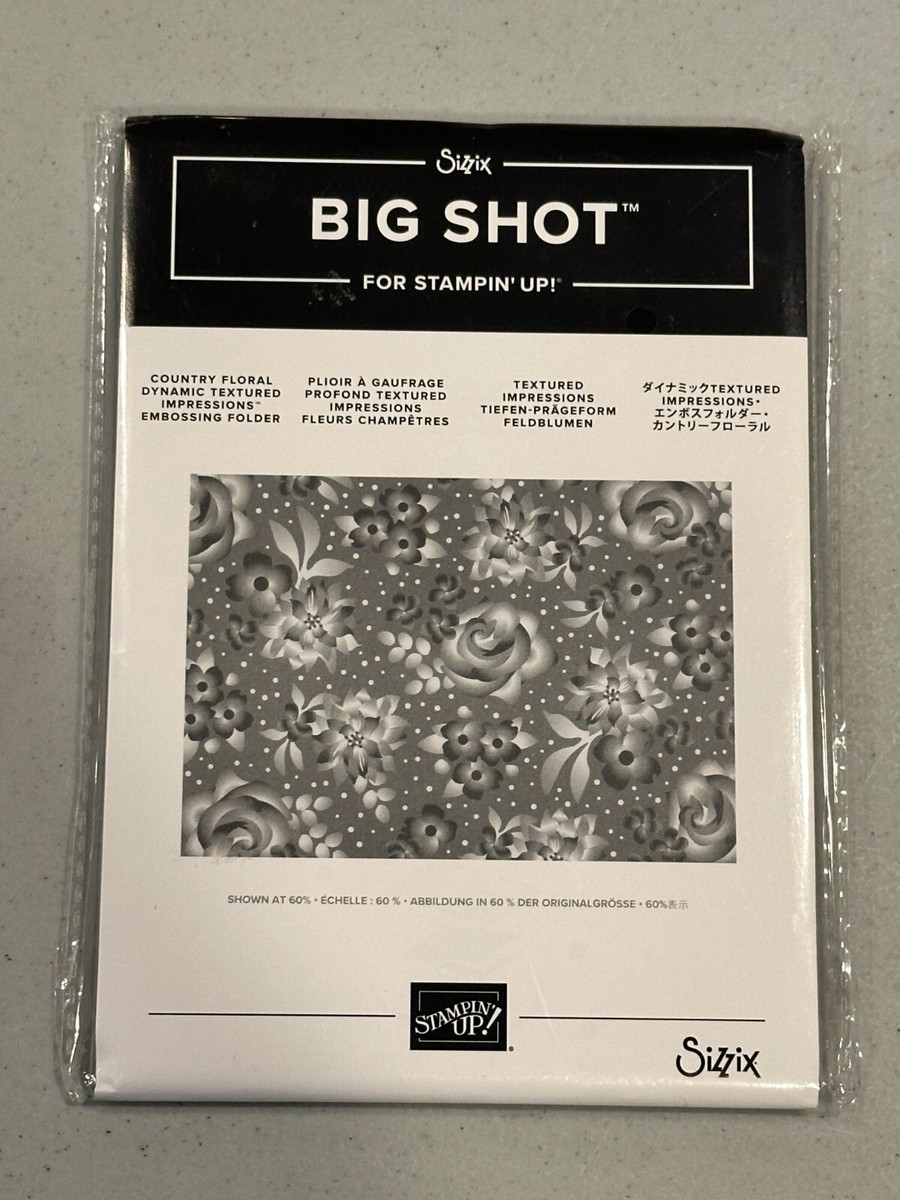 Sizzix
BIG SHOT™
FOR STAMPIN' UP!®
COUNTRY FLORAL
DYNAMIC TEXTURED
IMPRESSIONS™
EMBOSSING FOLDER
PLIOIR À GAUFRAGE
PROFOND TEXTURED
IMPRESSIONS
FLEURS CHAMPÊTRES
TEXTURED
IMPRESSIONS
TIEFEN-PRÄGEFORM
FELDBLUMEN
ダイナミックTEXTURED
IMPRESSIONS・
エンボスフォルダー・
カントリーフローラル
SHOWN AT 60% • ÉCHELLE : 60 % • ABBILDUNG IN 60 % DER ORIGINALGRÖSSE • 60%表示
STAMPIN'
UP!®
Sizzix